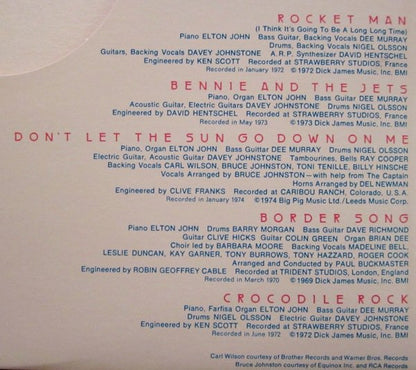 ROCKET MAN
(I Think It's Going To Be A Long Long Time)
Piano ELTON JOHN Bass Guitar, Backing Vocals DEE MURRAY
Drums, Backing Vocals NIGEL OLSSON
Guitars, Backing Vocals DAVEY JOHNSTONE A.R.P. Synthesizer DAVID HENTSCHEL
Engineered by KEN SCOTT Recorded at STRAWBERRY STUDIOS, France
Recorded in January 1972 ©1972 Dick James Music, Inc. BMI
BENNIE AND THE JETS
Piano, Organ ELTON JOHN Bass Guitar DEE MURRAY
Acoustic Guitar, Electric Guitars DAVEY JOHNSTONE Drums NIGEL OLSSON
Engineered by DAVID HENTSCHEL Recorded at STRAWBERRY STUDIOS, France
Recorded in May 1973 ©1973 Dick James Music, Inc. BMI
DON'T LET THE SUN GO DOWN ON ME
Piano, Organ ELTON JOHN Bass Guitar DEE MURRAY Drums NIGEL OLSSON
Electric Guitar, Acoustic Guitar DAVEY JOHNSTONE Tambourines, Bells RAY COOPER
Backing Vocals CARL WILSON, BRUCE JOHNSTON, TONI TENILLE, BILLY HINSCHE
Vocals Arranged by BRUCE JOHNSTON—with help from The Captain
Horns Arranged by DEL NEWMAN
Engineered by CLIVE FRANKS Recorded at CARIBOU RANCH, Colorado, U.S.A.
Recorded in January 1974 ©1974 Big Pig Music Ltd./Leeds Music Corp.
BORDER SONG
Piano ELTON JOHN Drums BARRY MORGAN Bass DAVE RICHMOND
Guitar CLIVE HICKS Guitar COLIN GREEN Organ BRIAN DEE
Choir led by BARBARA MOORE Backing Vocals MADELINE BELL,
LESLIE DUNCAN, KAY GARNER, TONY BURROWS, TONY HAZZARD, ROGER COOK
Arranged and Conducted by PAUL BUCKMASTER
Engineered by ROBIN GEOFFREY CABLE Recorded at TRIDENT STUDIOS, London, England
Recorded in March 1970 ©1969 Dick James Music, Inc. BMI
CROCODILE ROCK
Piano, Farfisa Organ ELTON JOHN Bass Guitar DEE MURRAY
Drums NIGEL OLSSON Electric Guitar DAVEY JOHNSTONE
Engineered by KEN SCOTT Recorded at STRAWBERRY STUDIOS, France
Recorded in June 1972 ©1972 Dick James Music, Inc. BMI
Carl Wilson courtesy of Brother Records and Warner Bros. Records
Bruce Johnston courtesy of Equinox Inc. and RCA Records